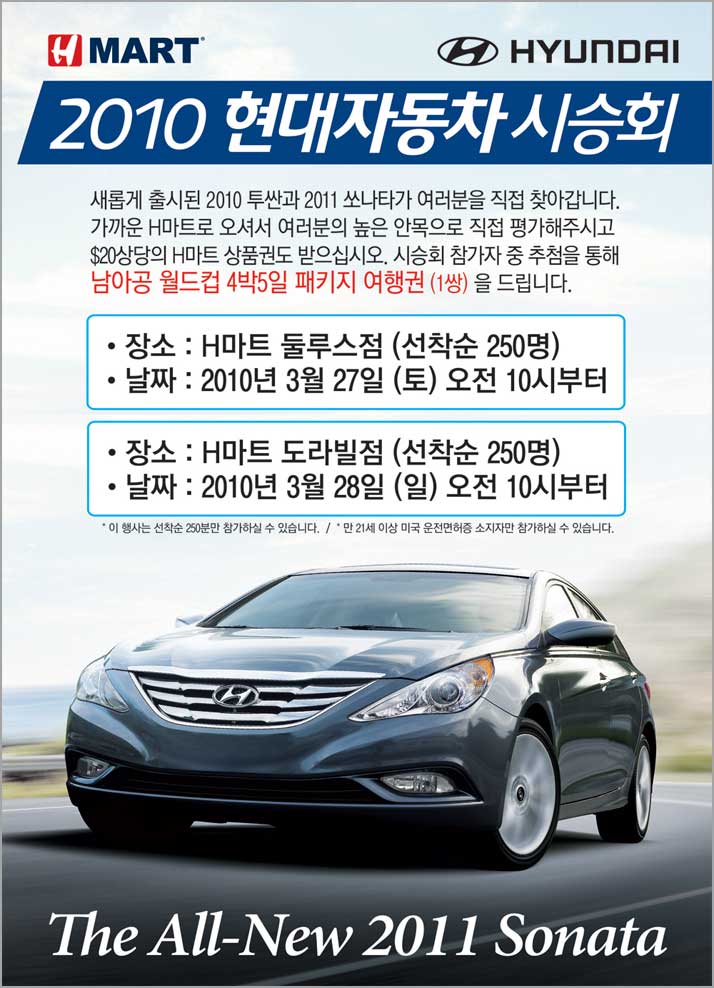 H MART
HYUNDAI
2010 현대자동차 시승회
새롭게 출시된 2010 투싼과 2011 쏘나타가 여러분을 직접 찾아갑니다.
가까운 H마트로 오셔서 여러분의 높은 안목으로 직접 평가해주시고
$20상당의 H마트 상품권도 받으십시오. 시승회 참가자 중 추첨을 통해
남아공 월드컵 4박5일 패키지 여행권 (1쌍) 을 드립니다.
• 장소 : H마트 둘루스점 (선착순 250명)
• 날짜 : 2010년 3월 27일 (토) 오전 10시부터
• 장소 : H마트 도라빌점 (선착순 250명)
• 날짜 : 2010년 3월 28일 (일) 오전 10시부터
* 이 행사는 선착순 250분만 참가하실 수 있습니다. / * 만 21세 이상 미국 운전면허증 소지자만 참가하실 수 있습니다.
The All-New 2011 Sonata